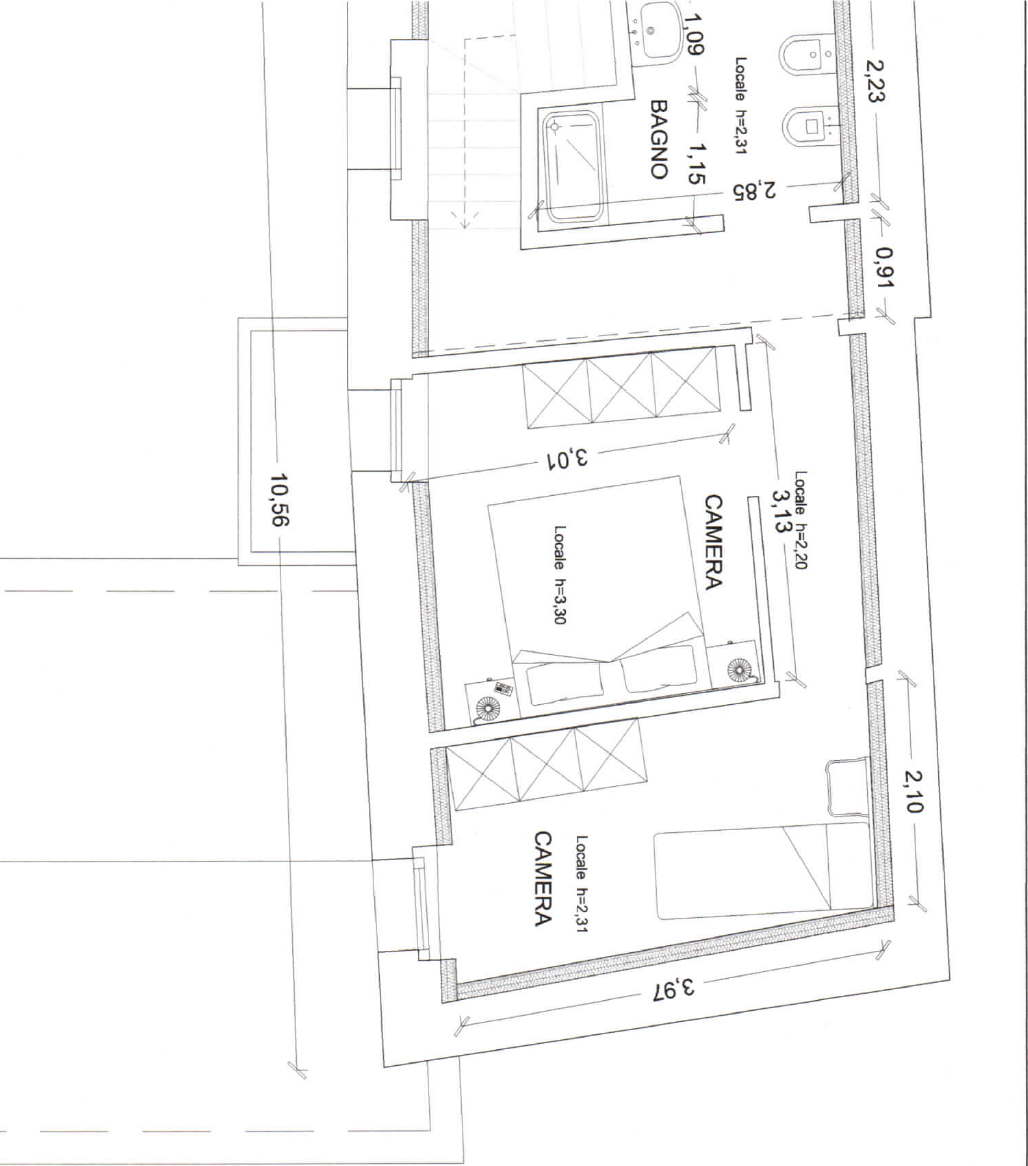 1,09
1,15
BAGNO
Locale h=2,31
2,85
2,23
0,91
3,01
CAMERA
Locale h=3,30
Locale h=2,20
3,13
10,56
2,10
CAMERA
Locale h=2,31
3,97